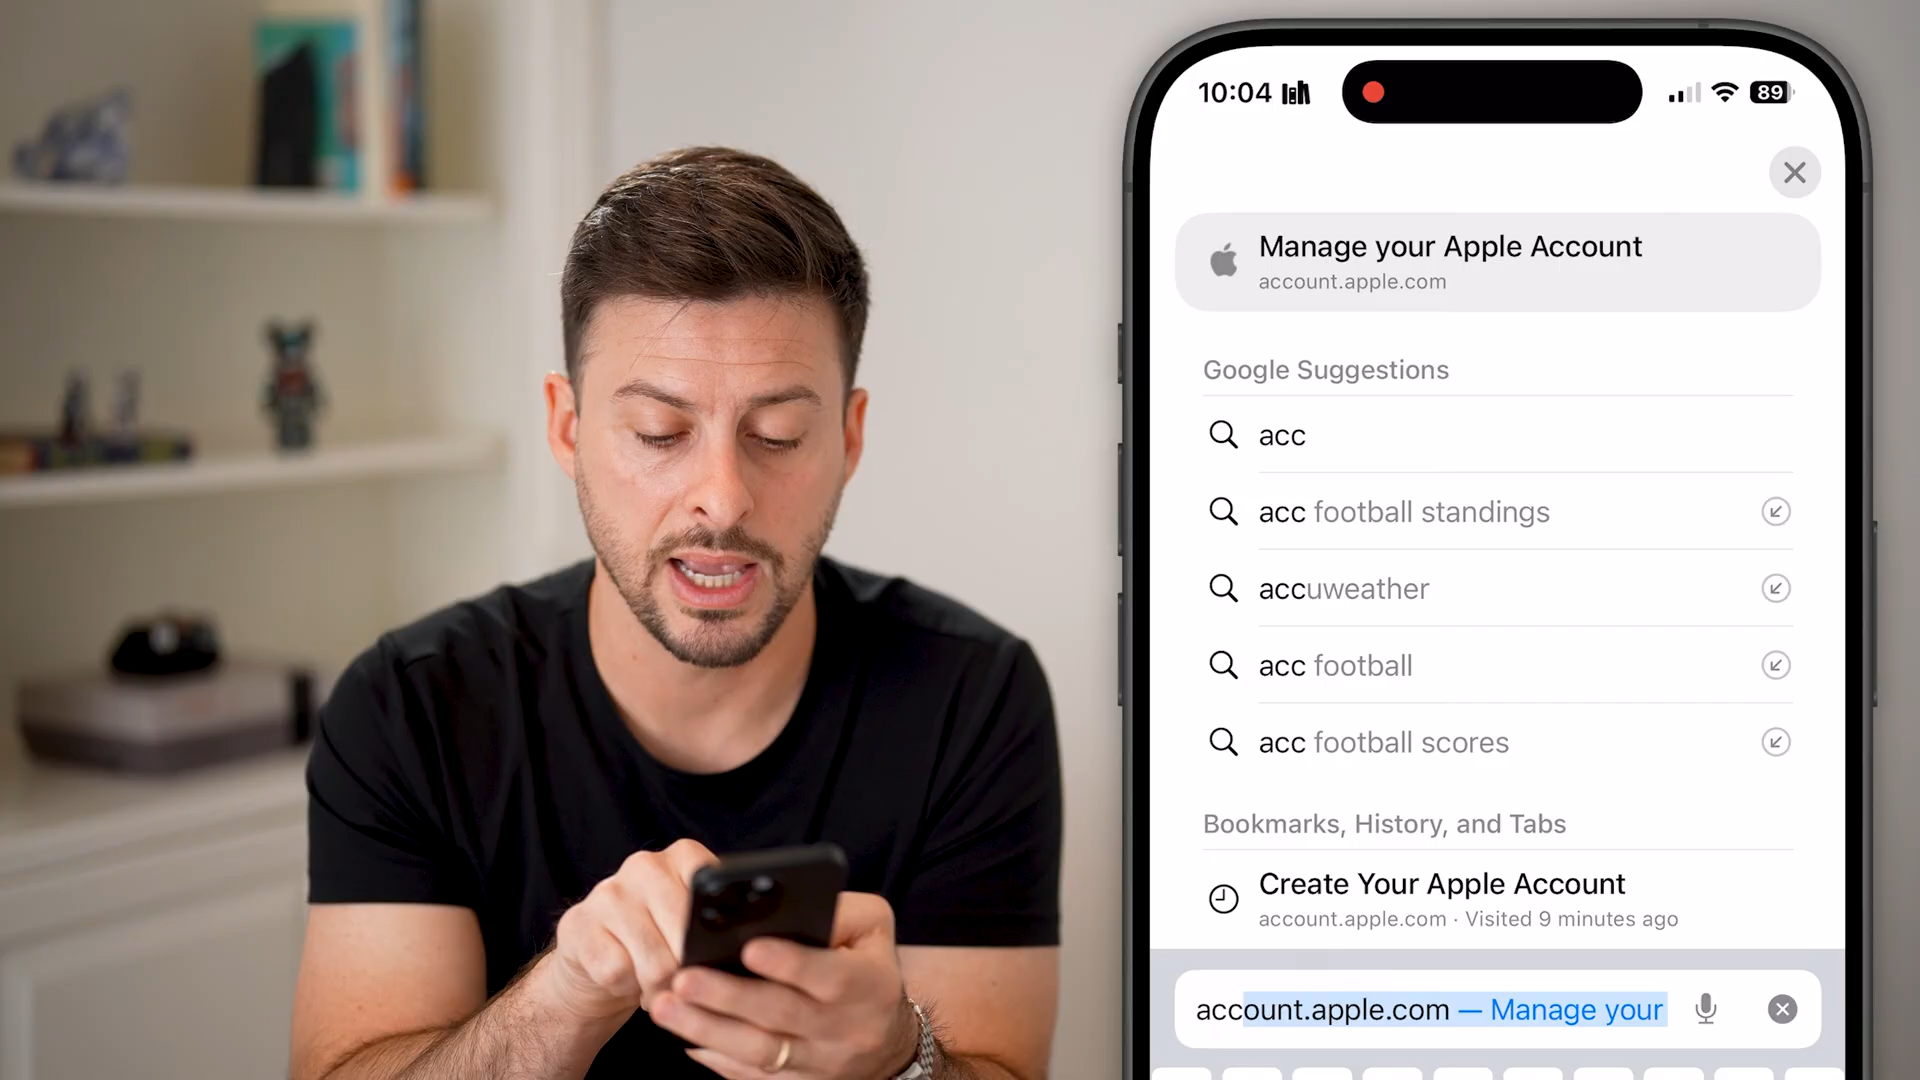 10:04
89
Manage your Apple Account
account.apple.com
Google Suggestions
acc
acc football standings
accuweather
acc football
acc football scores
Bookmarks, History, and Tabs
Create Your Apple Account
account.apple.com · Visited 9 minutes ago
account.apple.com — Manage your